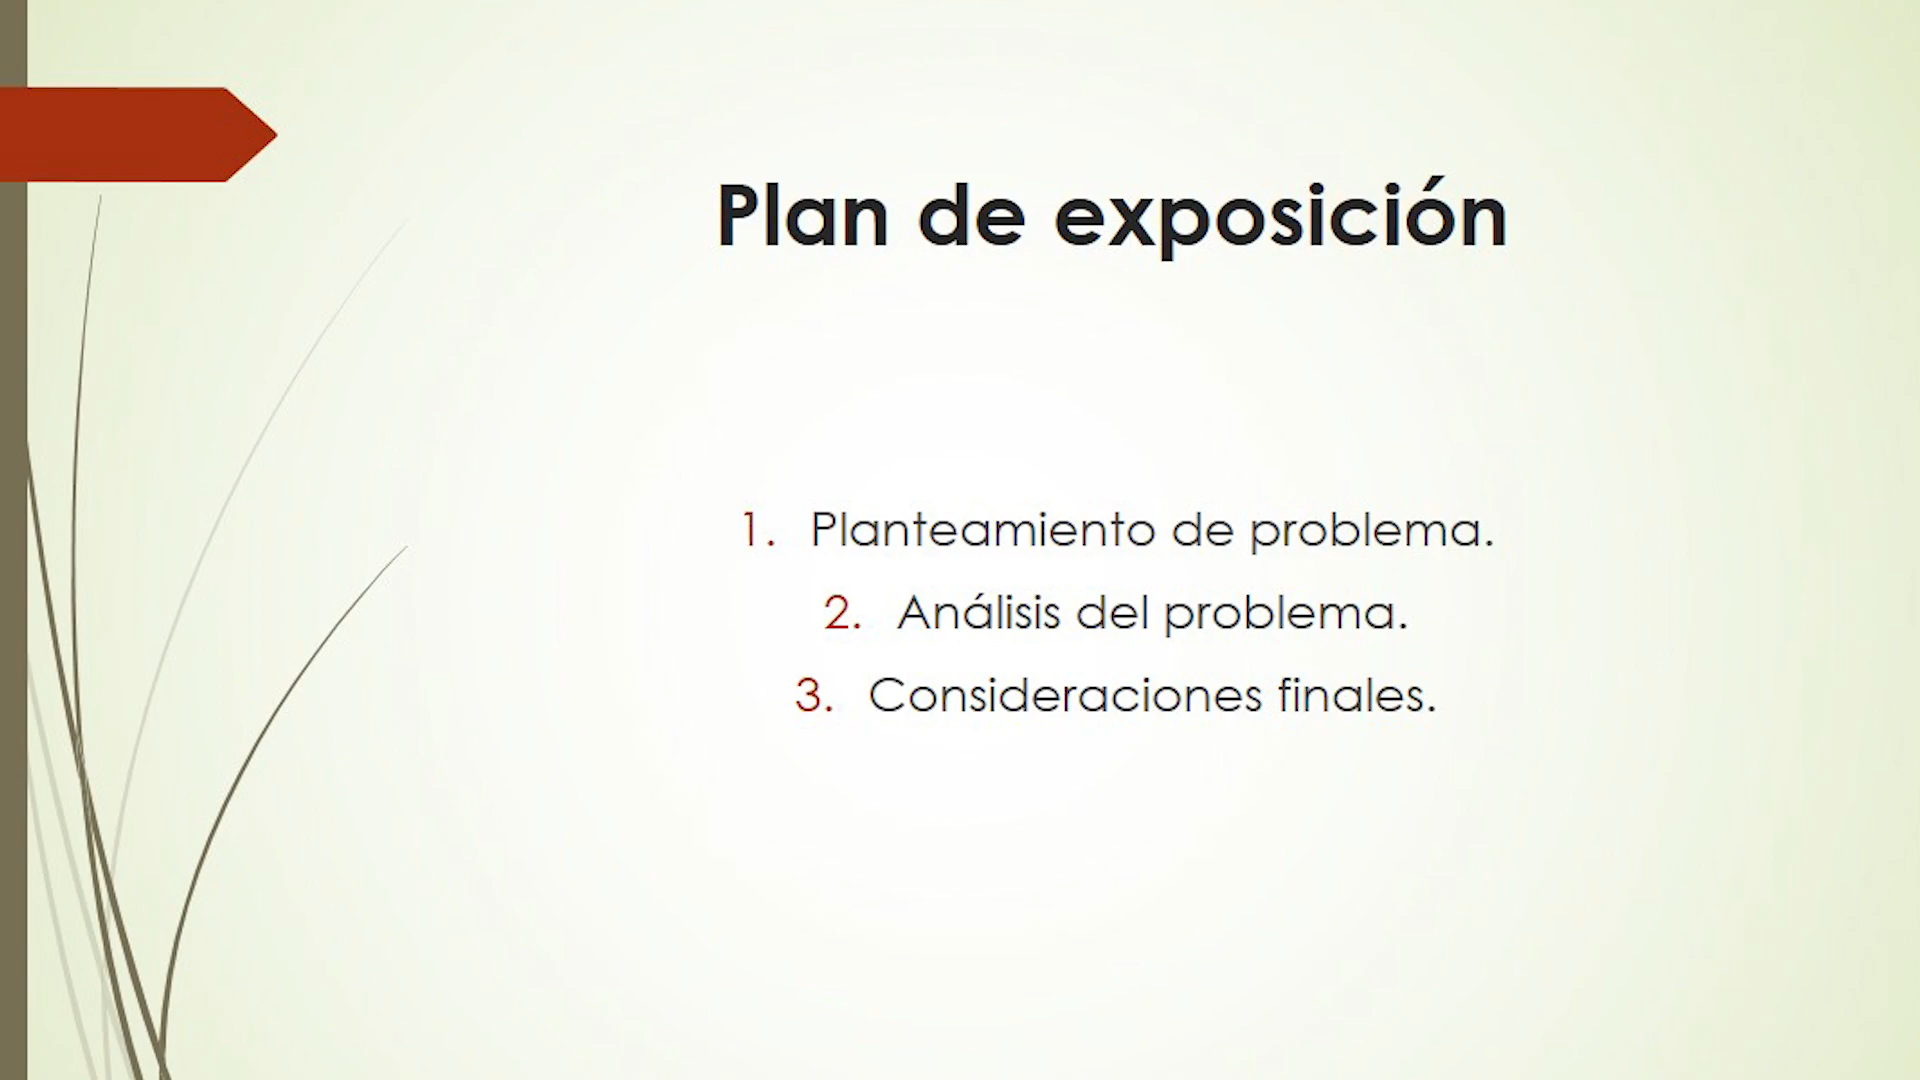 Plan de exposición
1. Planteamiento de problema.
2. Análisis del problema.
3. Consideraciones finales.